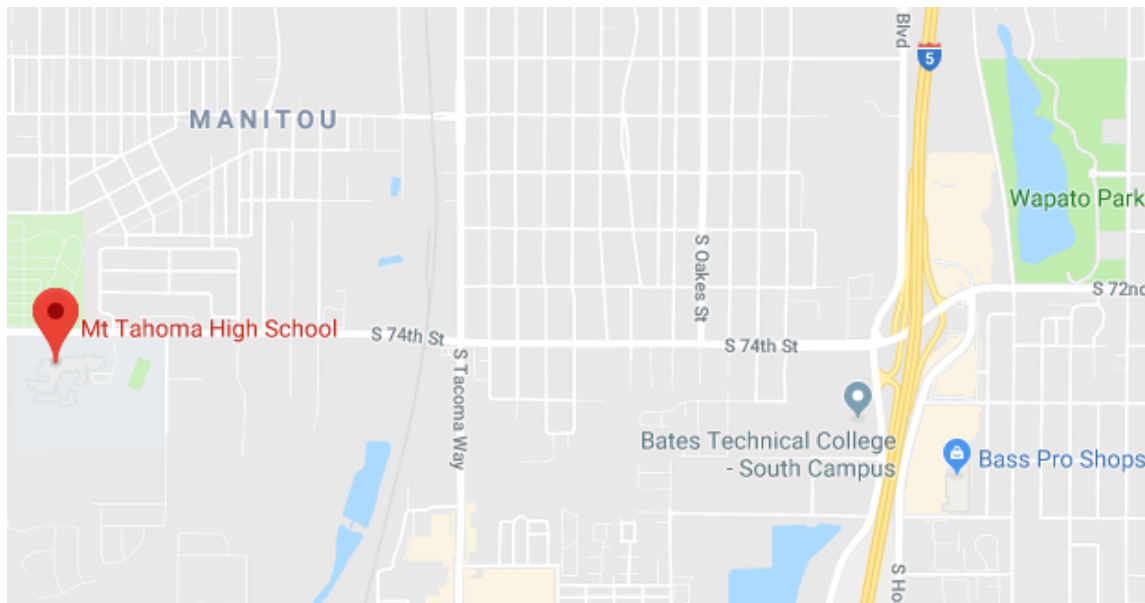 Blvd
5
MANITOU
Wapato Park
S Oakes St
S 72nd
Mt Tahoma High School
S 74th St
S 74th St
S Tacoma Way
Bates Technical College
- South Campus
Bass Pro Shops
S Ho